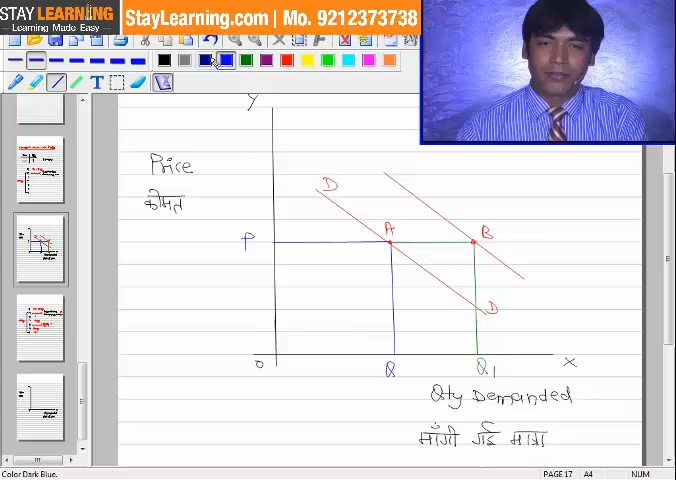 STAY LEARNING
Learning Made Easy
StayLearning.com | Mo. 9212373738
T
Y
Price
कीमत
D
A
B
P
D
O
Q
Q1
X
Qty Demanded
माँगी गई मात्रा
Color Dark Blue.
PAGE 17
A4
NUM